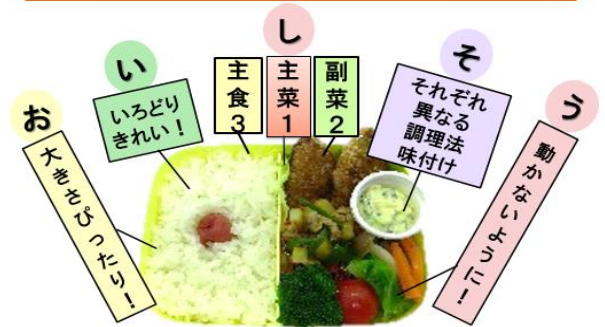 お
大きさぴったり！
い
いろどり
きれい！
し
主食3
主菜1
副菜2
そ
それぞれ
異なる
調理法
味付け
う
動かないように！